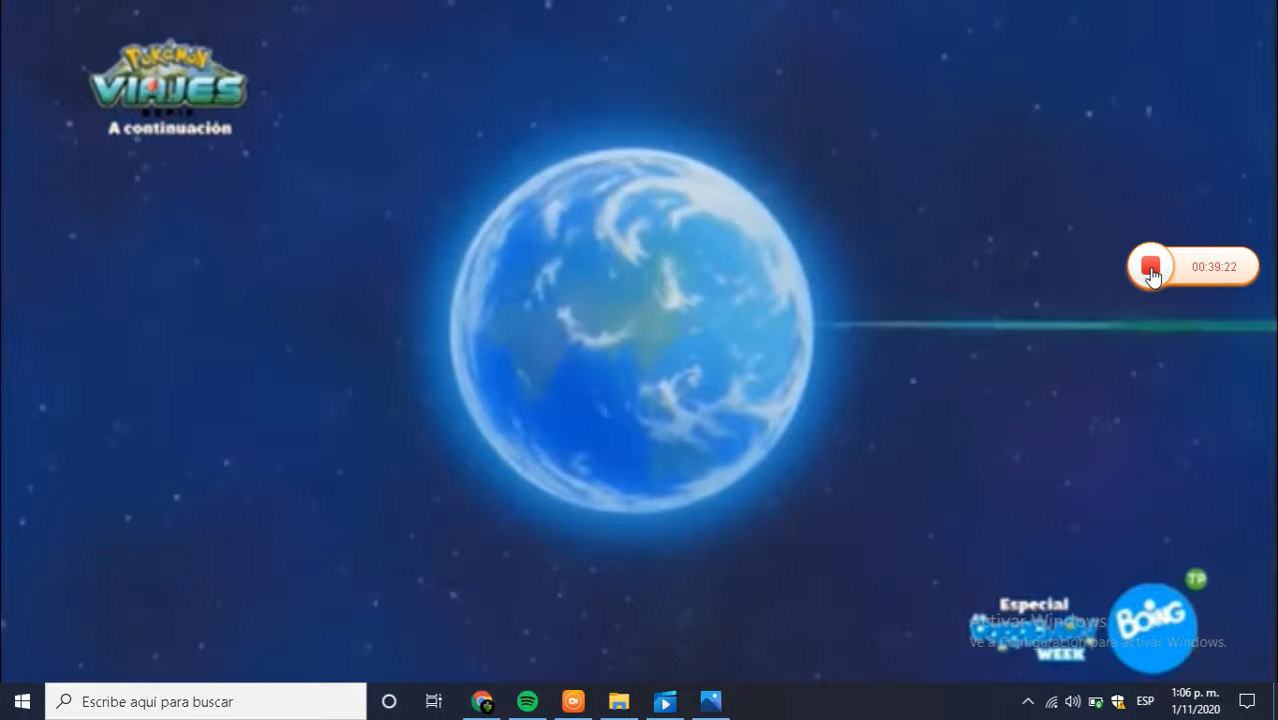 POKÉMON
VIAJES
A continuación
00:39:22
TP
Especial
BOiNG
WEEK
Activar Windows
Ve a Configuración para activar Windows.
Escribe aquí para buscar
ESP
1:06 p. m.
1/11/2020